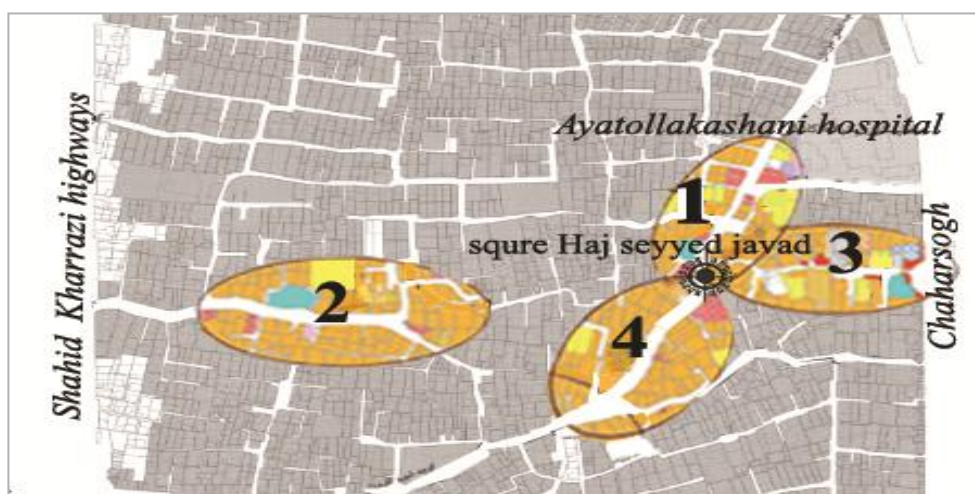 Shahid Kharrazi highways
Ayatollakashani hospital
1
squre Haj seyyed javad
3
2
4
Chaharsogh